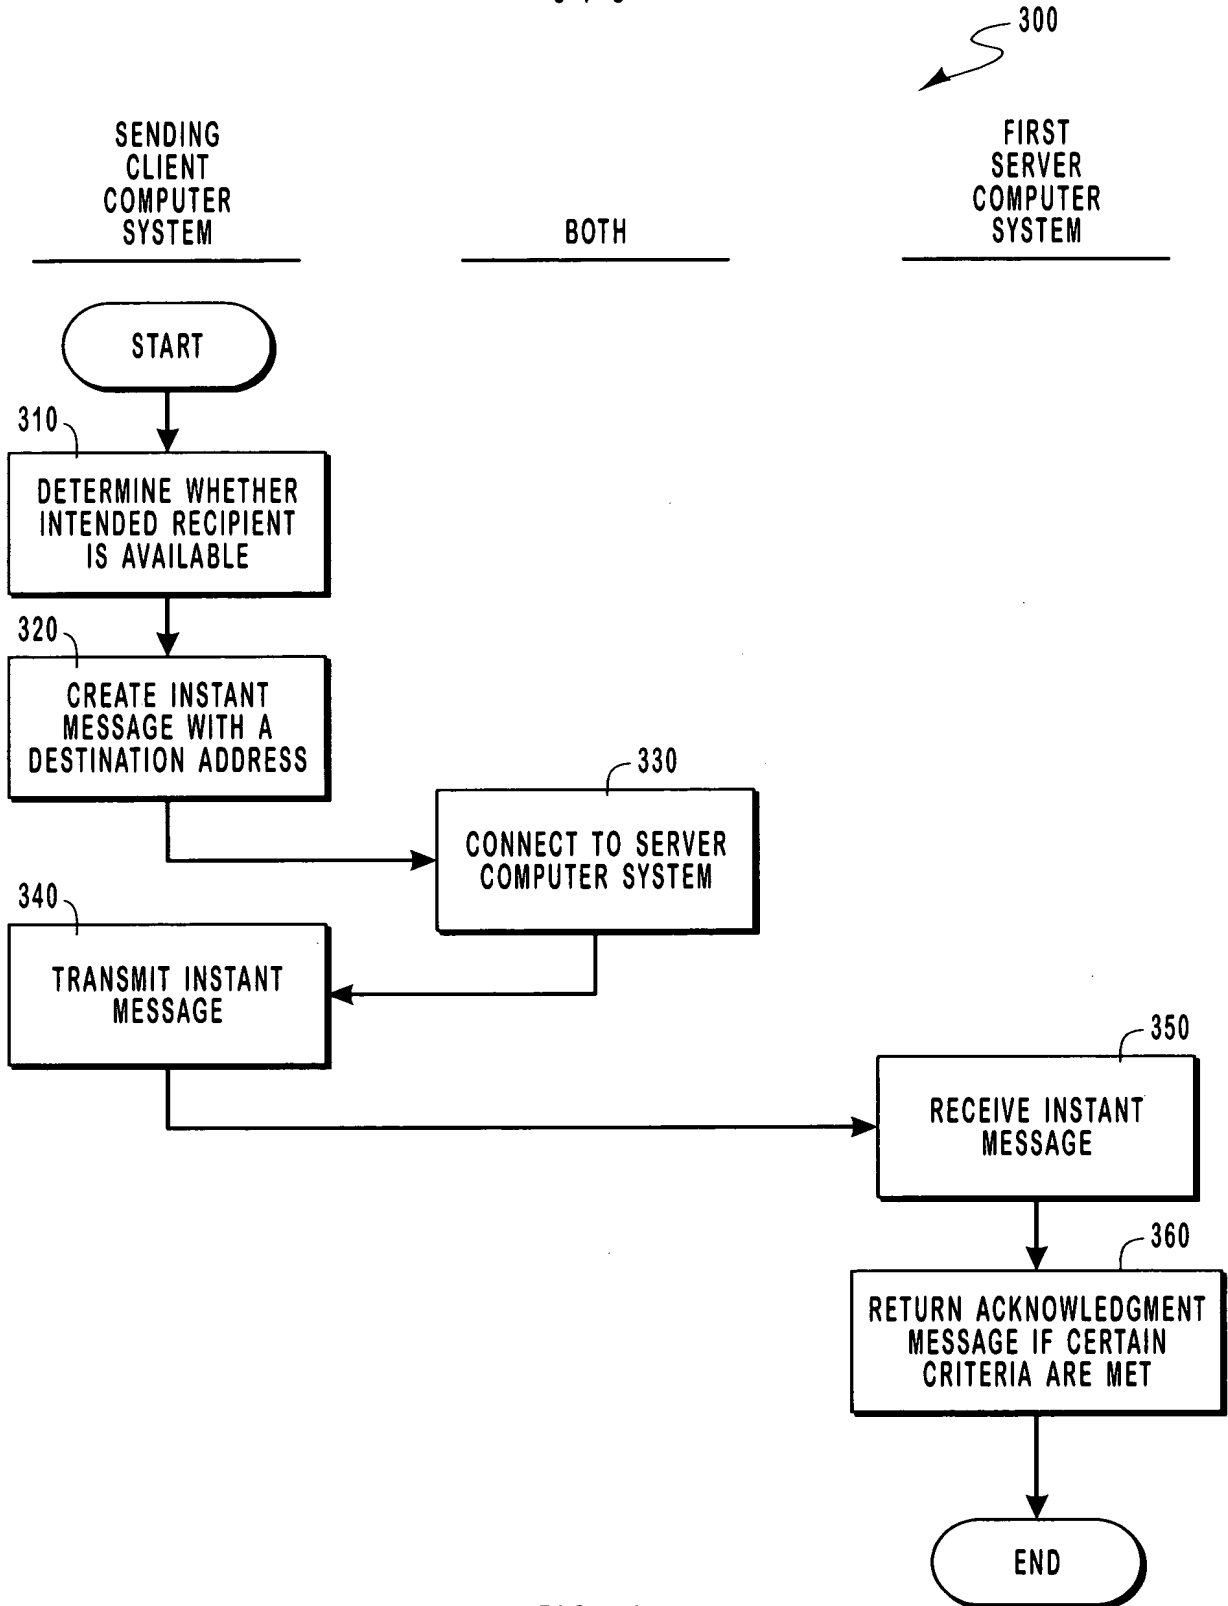 300
SENDING
CLIENT
COMPUTER
SYSTEM
BOTH
FIRST
SERVER
COMPUTER
SYSTEM
START
310
DETERMINE WHETHER
INTENDED RECIPIENT
IS AVAILABLE
320
CREATE INSTANT
MESSAGE WITH A
DESTINATION ADDRESS
330
CONNECT TO SERVER
COMPUTER SYSTEM
340
TRANSMIT INSTANT
MESSAGE
350
RECEIVE INSTANT
MESSAGE
360
RETURN ACKNOWLEDGMENT
MESSAGE IF CERTAIN
CRITERIA ARE MET
END